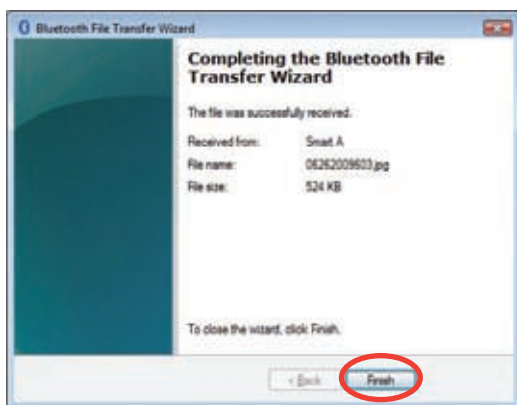 Bluetooth File Transfer Wizard
Completing the Bluetooth File
Transfer Wizard
The file was successfully received.
Received from: Smart A
File name: 06262009603.jpg
File size: 524 KB
To close the wizard, click Finish.
< Back Finish